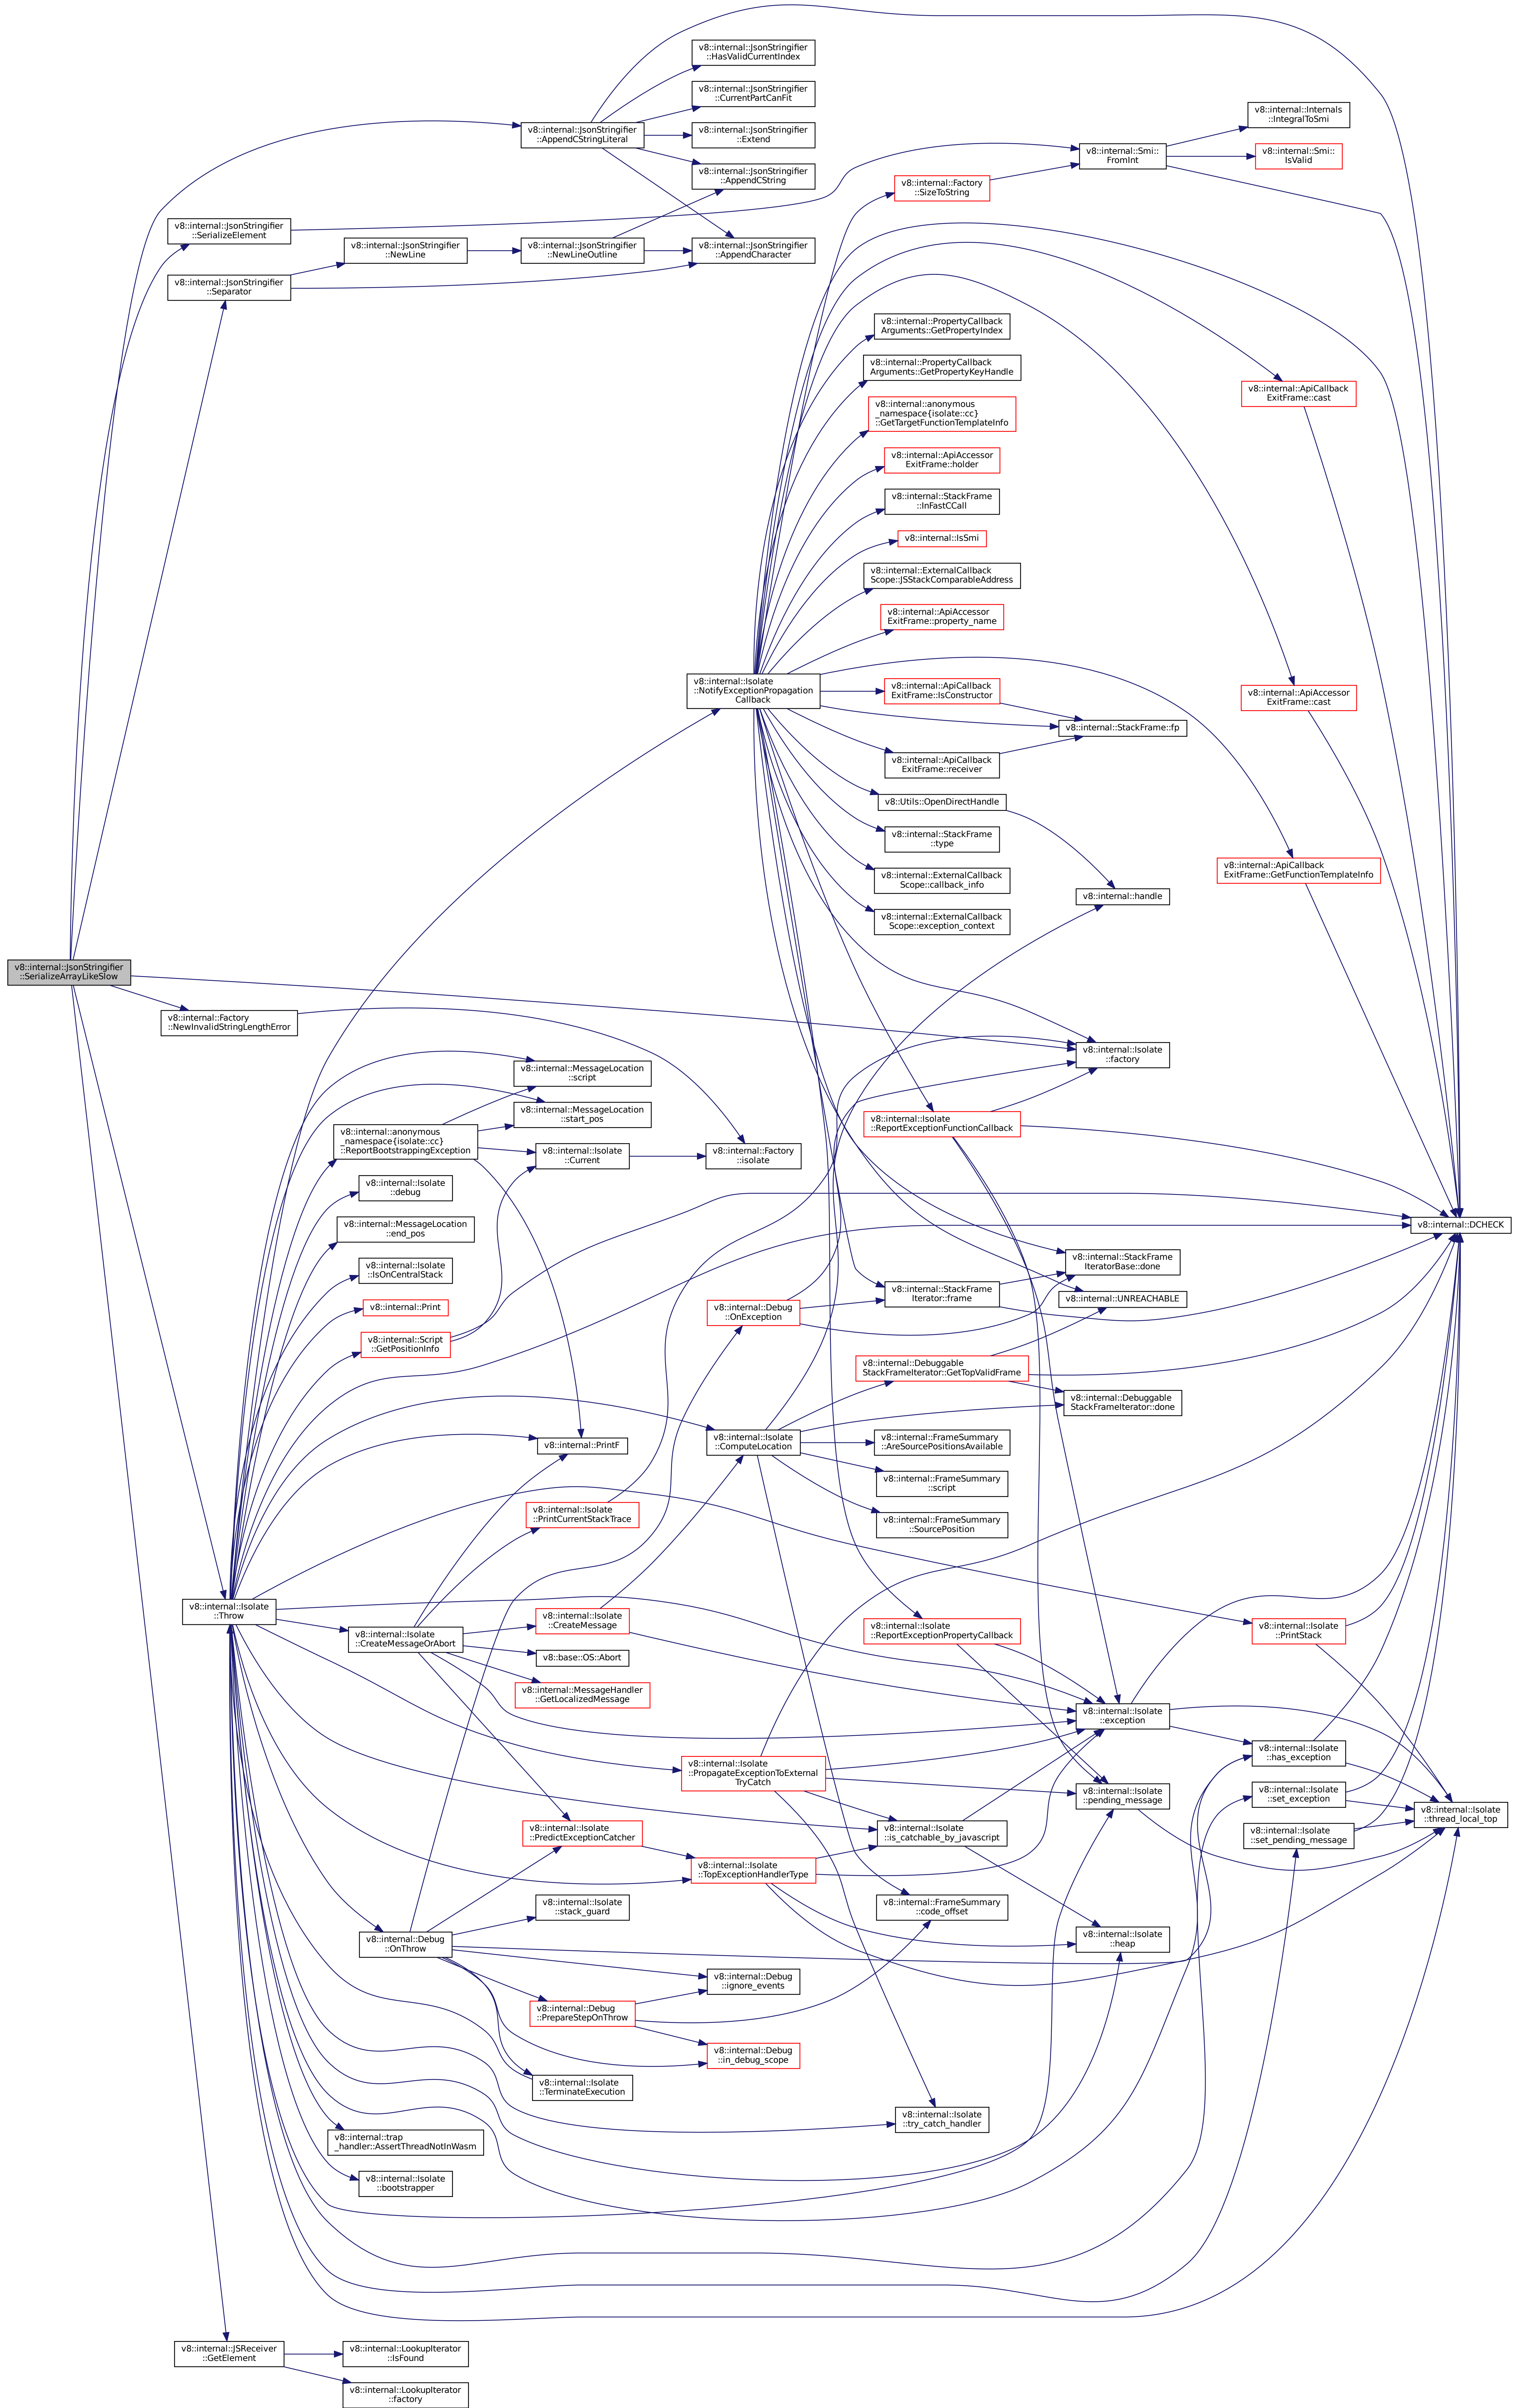 v8::internal::JsonStringifier
::SerializeArrayLikeSlow
v8::internal::JsonStringifier
::AppendCStringLiteral
v8::internal::JsonStringifier
::HasValidCurrentIndex
v8::internal::JsonStringifier
::CurrentPartCanFit
v8::internal::JsonStringifier
::Extend
v8::internal::JsonStringifier
::AppendCString
v8::internal::JsonStringifier
::AppendCharacter
v8::internal::JsonStringifier
::SerializeElement
v8::internal::JsonStringifier
::Separator
v8::internal::JsonStringifier
::NewLine
v8::internal::JsonStringifier
::NewLineOutline
v8::internal::Factory
::SizeToString
v8::internal::Smi::
FromInt
v8::internal::Internals
::IntegralToSmi
v8::internal::Smi::
IsValid
v8::internal::PropertyCallback
Arguments::GetPropertyIndex
v8::internal::PropertyCallback
Arguments::GetPropertyKeyHandle
v8::internal::anonymous
_namespace{isolate::cc}
::GetTargetFunctionTemplateInfo
v8::internal::ApiAccessor
ExitFrame::holder
v8::internal::StackFrame
::InFastCCall
v8::internal::IsSmi
v8::internal::ExternalCallback
Scope::JSStackComparableAddress
v8::internal::ApiAccessor
ExitFrame::property_name
v8::internal::Isolate
::NotifyExceptionPropagation
Callback
v8::internal::ApiCallback
ExitFrame::IsConstructor
v8::internal::StackFrame::fp
v8::internal::ApiCallback
ExitFrame::receiver
v8::Utils::OpenDirectHandle
v8::internal::StackFrame
::type
v8::internal::ExternalCallback
Scope::callback_info
v8::internal::ExternalCallback
Scope::exception_context
v8::internal::handle
v8::internal::ApiCallback
ExitFrame::cast
v8::internal::ApiAccessor
ExitFrame::cast
v8::internal::ApiCallback
ExitFrame::GetFunctionTemplateInfo
v8::internal::Factory
::NewInvalidStringLengthError
v8::internal::Isolate
::factory
v8::internal::MessageLocation
::script
v8::internal::MessageLocation
::start_pos
v8::internal::anonymous
_namespace{isolate::cc}
::ReportBootstrappingException
v8::internal::Isolate
::Current
v8::internal::Factory
::isolate
v8::internal::Isolate
::ReportExceptionFunctionCallback
v8::internal::Isolate
::debug
v8::internal::MessageLocation
::end_pos
v8::internal::Isolate
::IsOnCentralStack
v8::internal::Print
v8::internal::Script
::GetPositionInfo
v8::internal::DCHECK
v8::internal::StackFrame
IteratorBase::done
v8::internal::StackFrame
Iterator::frame
v8::internal::UNREACHABLE
v8::internal::Debug
::OnException
v8::internal::Debuggable
StackFrameIterator::GetTopValidFrame
v8::internal::Debuggable
StackFrameIterator::done
v8::internal::PrintF
v8::internal::Isolate
::ComputeLocation
v8::internal::FrameSummary
::AreSourcePositionsAvailable
v8::internal::FrameSummary
::script
v8::internal::FrameSummary
::SourcePosition
v8::internal::Isolate
::PrintCurrentStackTrace
v8::internal::Isolate
::Throw
v8::internal::Isolate
::CreateMessageOrAbort
v8::internal::Isolate
::CreateMessage
v8::base::OS::Abort
v8::internal::MessageHandler
::GetLocalizedMessage
v8::internal::Isolate
::ReportExceptionPropertyCallback
v8::internal::Isolate
::PrintStack
v8::internal::Isolate
::exception
v8::internal::Isolate
::has_exception
v8::internal::Isolate
::PropagateExceptionToExternal
TryCatch
v8::internal::Isolate
::pending_message
v8::internal::Isolate
::set_exception
v8::internal::Isolate
::set_pending_message
v8::internal::Isolate
::thread_local_top
v8::internal::Isolate
::PredictExceptionCatcher
v8::internal::Isolate
::is_catchable_by_javascript
v8::internal::Isolate
::TopExceptionHandlerType
v8::internal::FrameSummary
::code_offset
v8::internal::Isolate
::stack_guard
v8::internal::Debug
::OnThrow
v8::internal::Isolate
::heap
v8::internal::Debug
::ignore_events
v8::internal::Debug
::PrepareStepOnThrow
v8::internal::Debug
::in_debug_scope
v8::internal::Isolate
::TerminateExecution
v8::internal::Isolate
::try_catch_handler
v8::internal::trap
_handler::AssertThreadNotInWasm
v8::internal::Isolate
::bootstrapper
v8::internal::JSReceiver
::GetElement
v8::internal::LookupIterator
::IsFound
v8::internal::LookupIterator
::factory